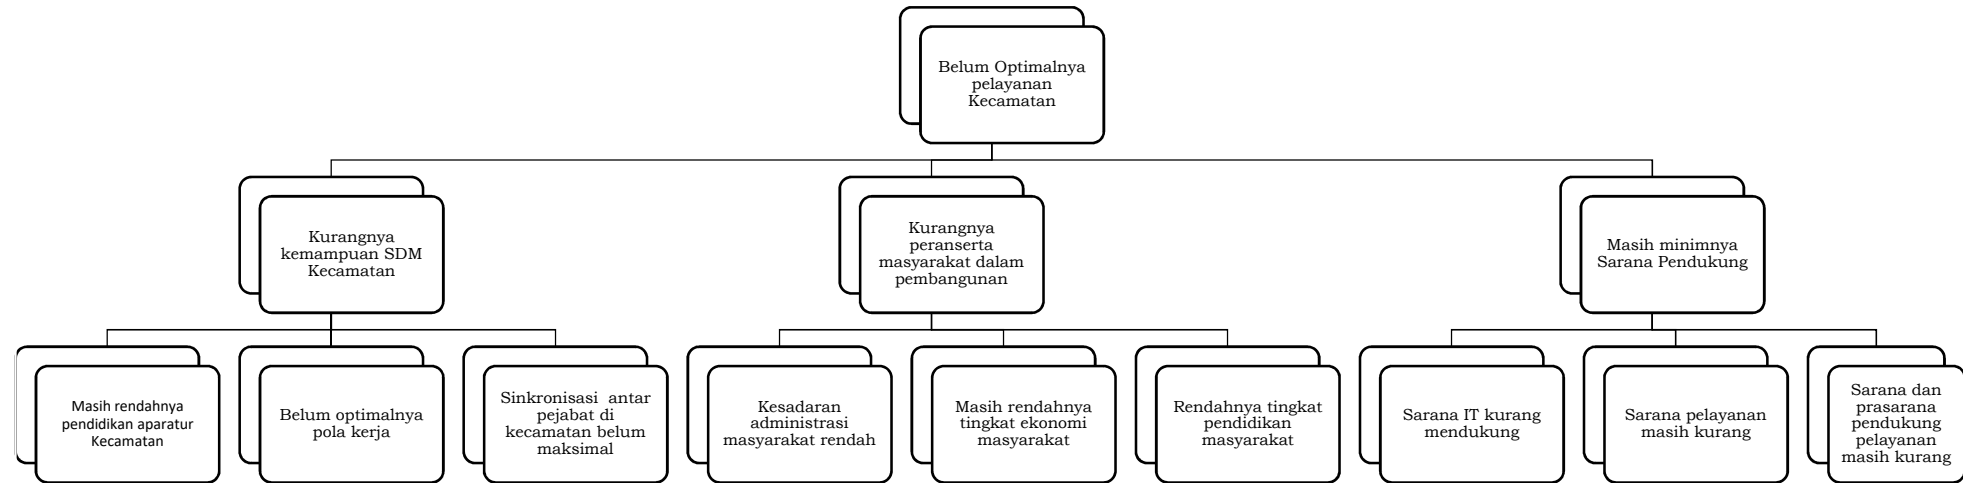 Belum Optimalnya
pelayanan
Kecamatan
Kurangnya
kemampuan SDM
Kecamatan
Kurangnya
peranserta
masyarakat dalam
pembangunan
Masih minimnya
Sarana Pendukung
Masih rendahnya
pendidikan aparatur
Kecamatan
Belum optimalnya
pola kerja
Sinkronisasi antar
pejabat di
kecamatan belum
maksimal
Kesadaran
administrasi
masyarakat rendah
Masih rendahnya
tingkat ekonomi
masyarakat
Rendahnya tingkat
pendidikan
masyarakat
Sarana IT kurang
mendukung
Sarana pelayanan
masih kurang
Sarana dan
prasarana
pendukung
pelayanan
masih kurang